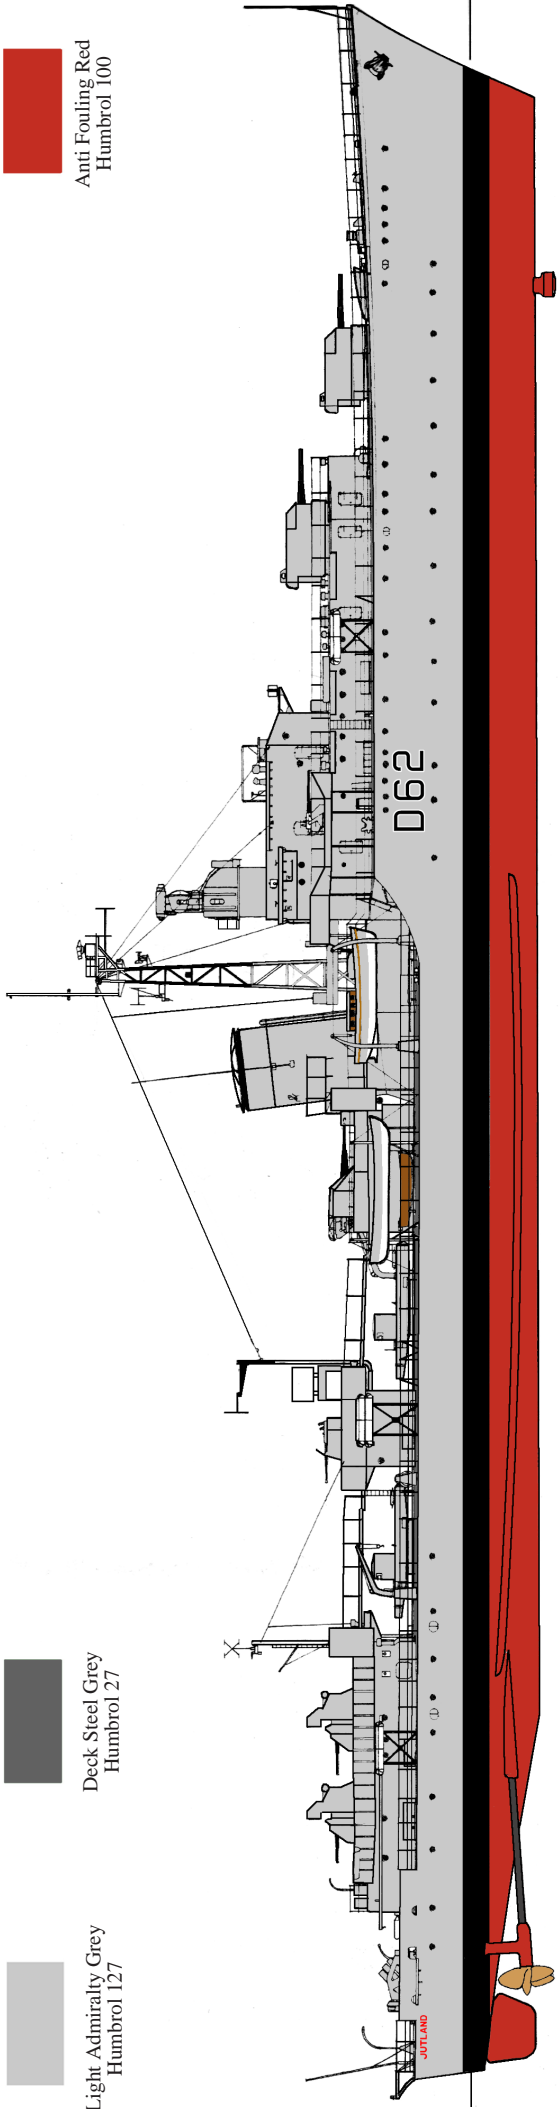 Light Admiralty Grey
Humbrol 127
Deck Steel Grey
Humbrol 27
Anti Fouling Red
Humbrol 100
D62
JUTLAND